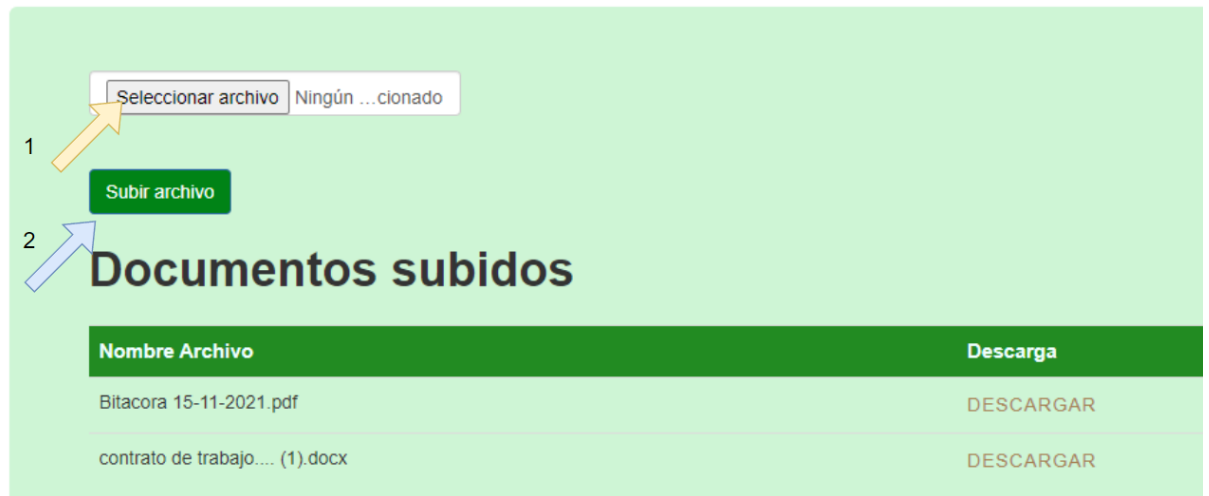 Seleccionar archivo Ningún ...cionado
1
Subir archivo
2
Documentos subidos
Nombre Archivo Descarga
Bitacora 15-11-2021.pdf DESCARGAR
contrato de trabajo.... (1).docx DESCARGAR